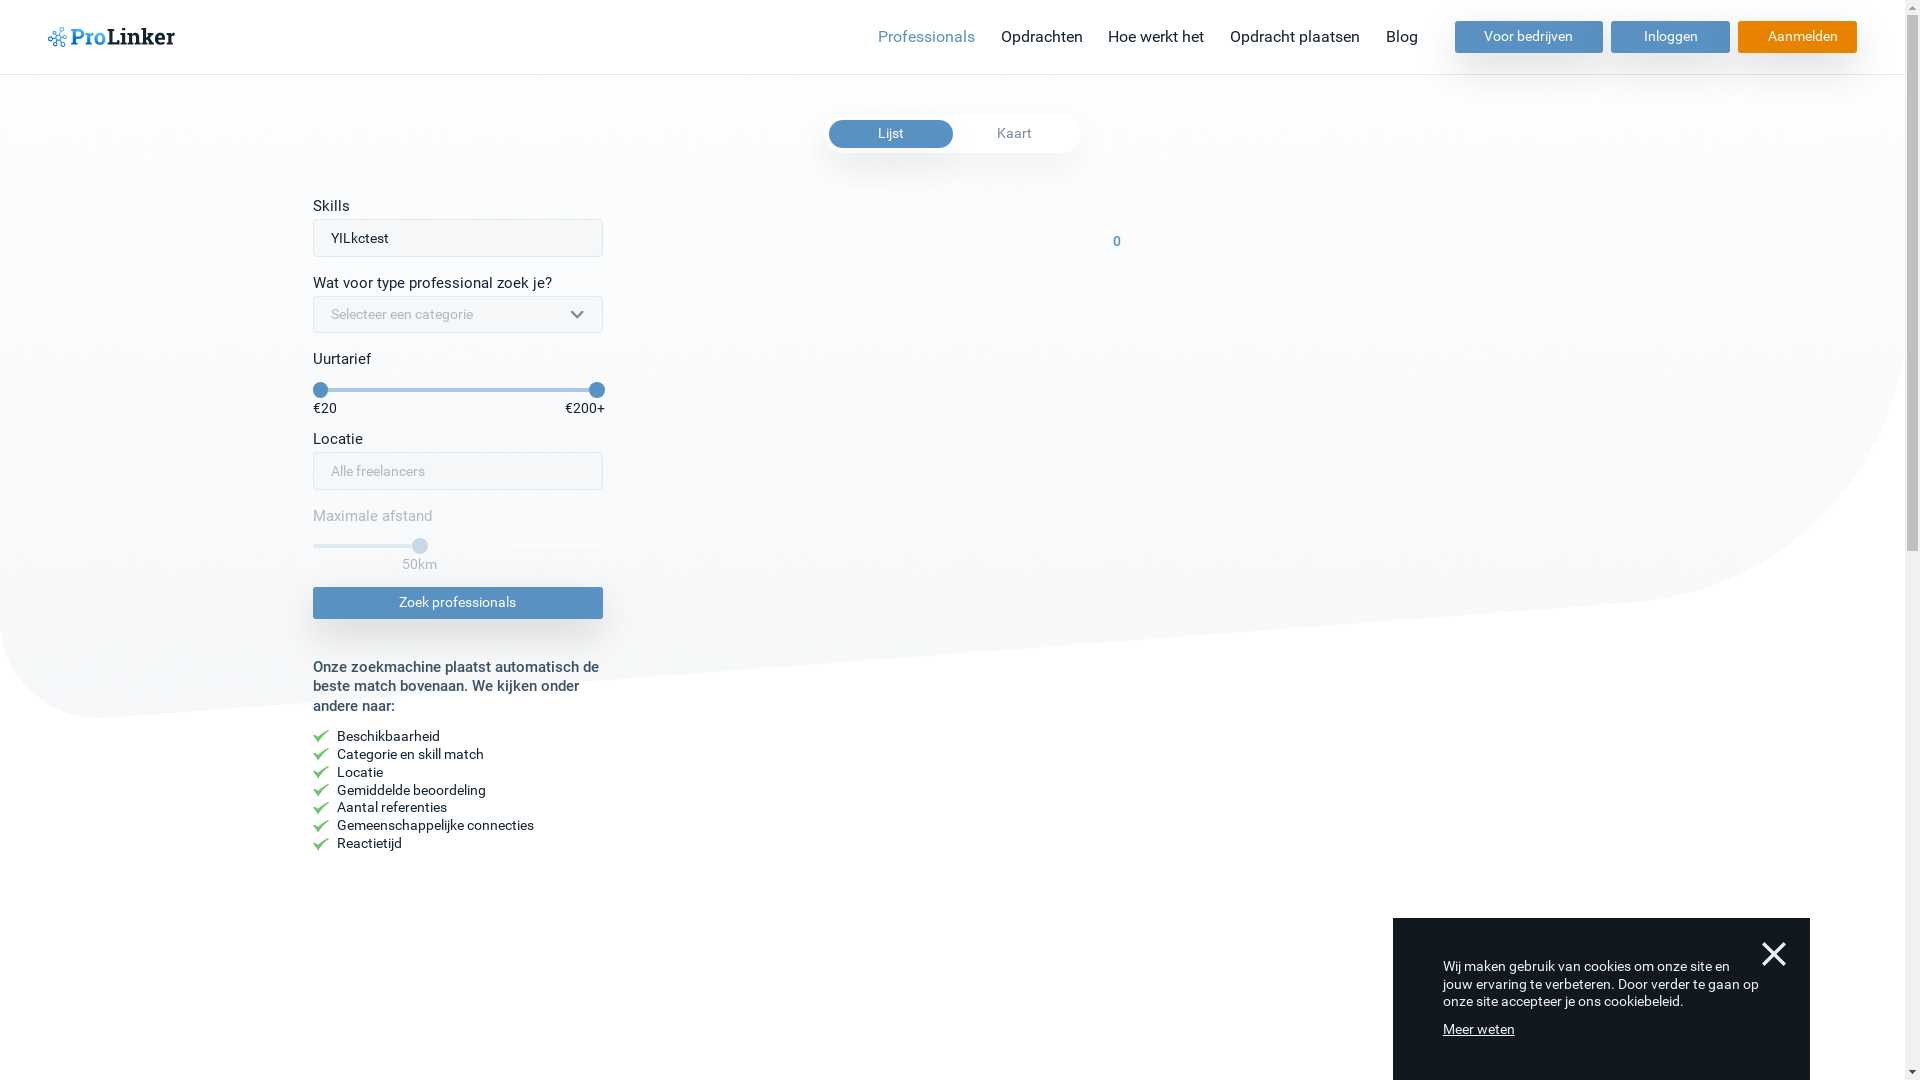 ProLinker
Professionals
Opdrachten
Hoe werkt het
Opdracht plaatsen
Blog
Voor bedrijven
Inloggen
Aanmelden
Lijst
Kaart
Skills
YILkctest
0
Wat voor type professional zoek je?
Selecteer een categorie
Uurtarief
€20
€200+
Locatie
Alle freelancers
Maximale afstand
50km
Zoek professionals
Onze zoekmachine plaatst automatisch de
beste match bovenaan. We kijken onder
andere naar:
Beschikbaarheid
Categorie en skill match
Locatie
Gemiddelde beoordeling
Aantal referenties
Gemeenschappelijke connecties
Reactietijd
Wij maken gebruik van cookies om onze site en
jouw ervaring te verbeteren. Door verder te gaan op
onze site accepteer je ons cookiebeleid.
Meer weten